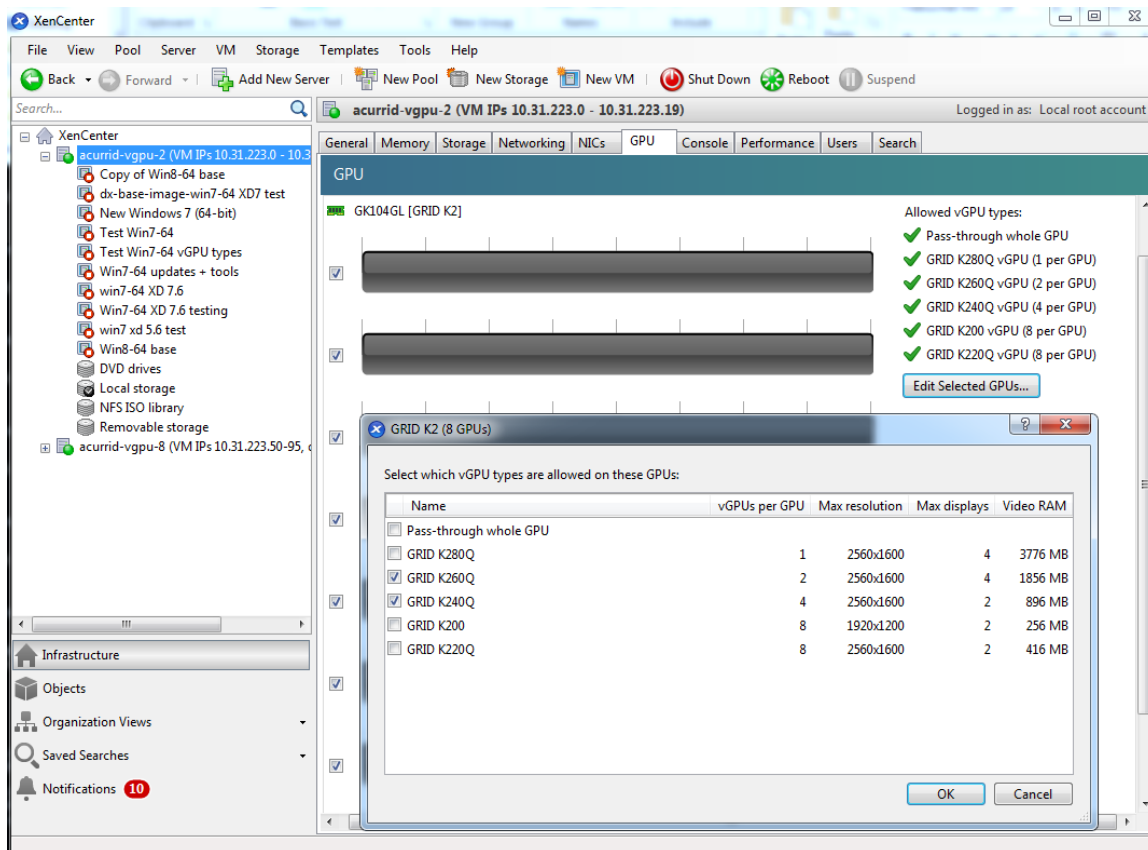 XenCenter
File View Pool Server VM Storage Templates Tools Help
Back Forward Add New Server New Pool New Storage New VM Shut Down Reboot Suspend
Search...
acurrid-vgpu-2 (VM IPs 10.31.223.0 - 10.31.223.19) Logged in as: Local root account
XenCenter
acurrid-vgpu-2 (VM IPs 10.31.223.0 - 10.3
Copy of Win8-64 base
dx-base-image-win7-64 XD7 test
New Windows 7 (64-bit)
Test Win7-64
Test Win7-64 vGPU types
Win7-64 updates + tools
win7-64 XD 7.6
Win7-64 XD 7.6 testing
win7 xd 5.6 test
Win8-64 base
DVD drives
Local storage
NFS ISO library
Removable storage
acurrid-vgpu-8 (VM IPs 10.31.223.50-95,
Infrastructure
Objects
Organization Views
Saved Searches
Notifications 10
General Memory Storage Networking NICs GPU Console Performance Users Search
GPU
GK104GL [GRID K2]
Allowed vGPU types:
Pass-through whole GPU
GRID K280Q vGPU (1 per GPU)
GRID K260Q vGPU (2 per GPU)
GRID K240Q vGPU (4 per GPU)
GRID K200 vGPU (8 per GPU)
GRID K220Q vGPU (8 per GPU)
Edit Selected GPUs...
GRID K2 (8 GPUs)
Select which vGPU types are allowed on these GPUs:
Name vGPUs per GPU Max resolution Max displays Video RAM
Pass-through whole GPU
GRID K280Q 1 2560x1600 4 3776 MB
GRID K260Q 2 2560x1600 4 1856 MB
GRID K240Q 4 2560x1600 2 896 MB
GRID K200 8 1920x1200 2 256 MB
GRID K220Q 8 2560x1600 2 416 MB
OK Cancel